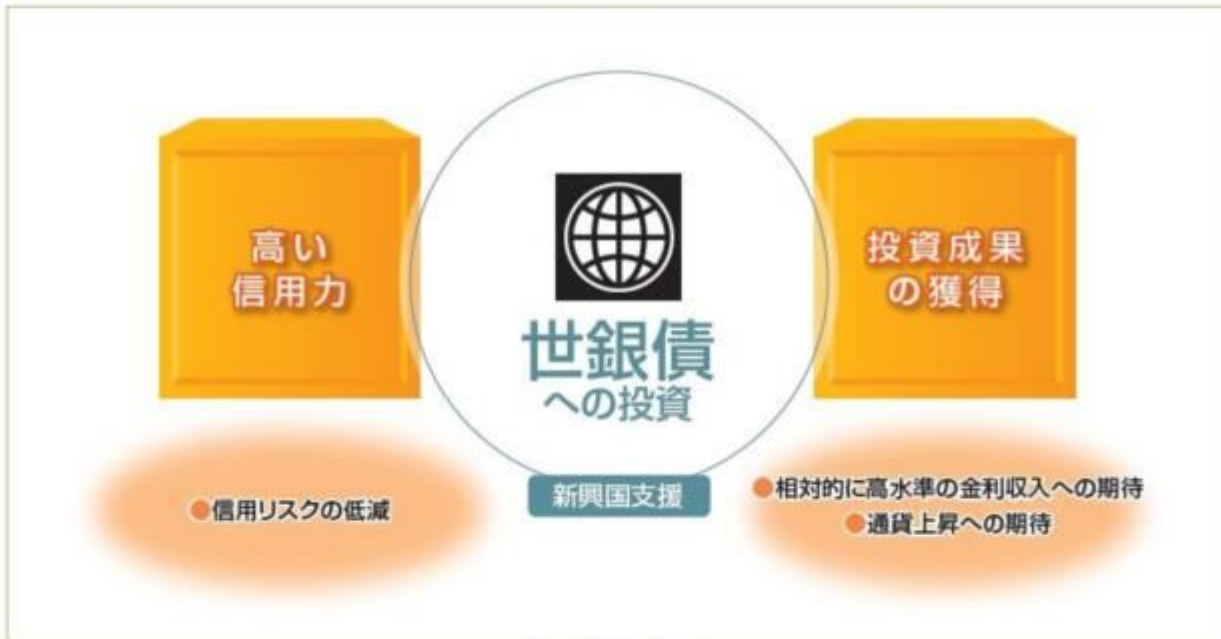 高い
信用力
世銀債
への投資
投資成果
の獲得
●信用リスクの低減
新興国支援
●相対的に高水準の金利収入への期待
●通貨上昇への期待